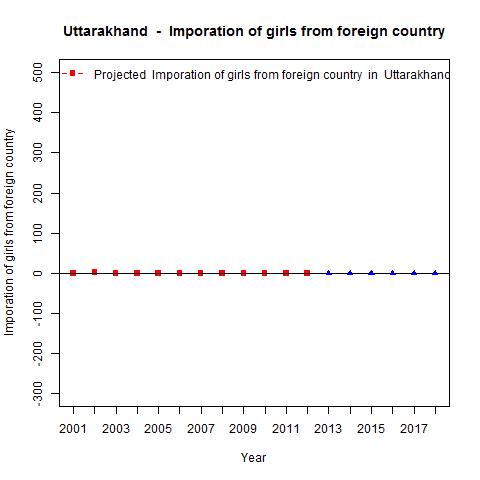 Uttarakhand - Imporation of girls from foreign country
Projected Imporation of girls from foreign country in Uttarakhand
Imporation of girls from foreign country
500
400
300
200
100
0
-100
-200
-300
2001 2003 2005 2007 2009 2011 2013 2015 2017
Year